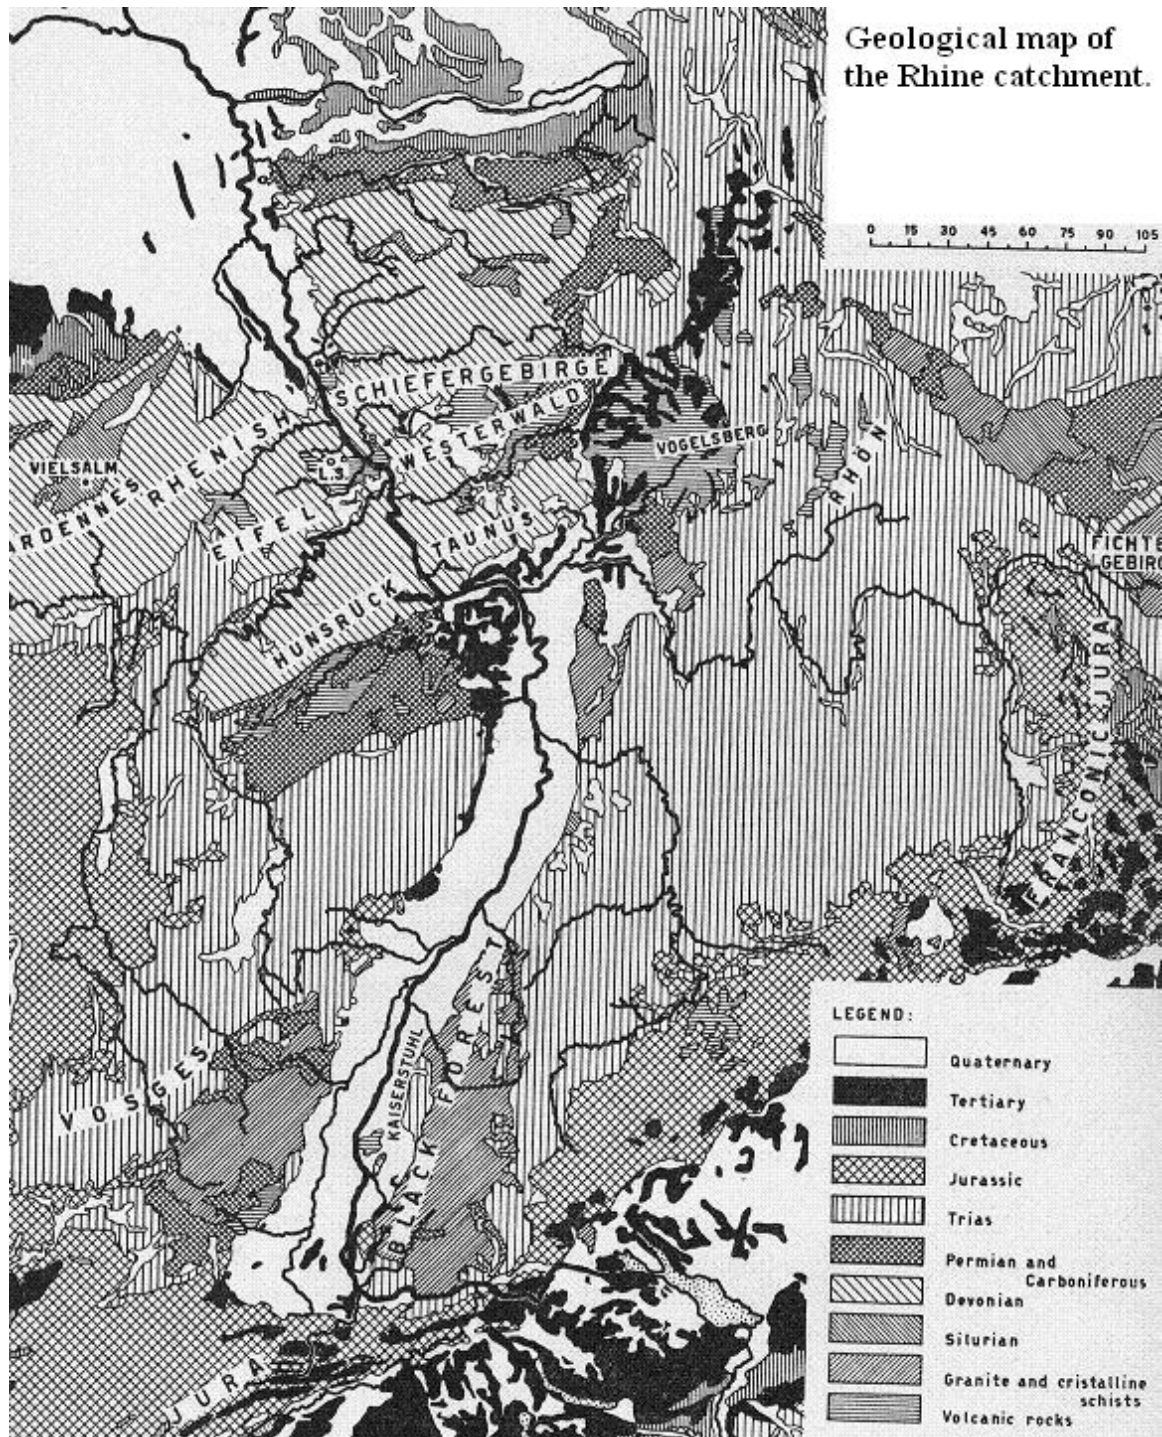 Geological map of
the Rhine catchment.
0 15 30 45 60 75 90 105
SCHIEFERGEBIRGE
RHENISH
WESTERWALD
VOGELSBERG
VIELSALM
L.S.
RHÖN
ARDENNES
EIFEL
TAUNUS
FICHTE
GEBIRG
HUNSRÜCK
FRANCONIC JURA
VOSGES
KAISERSTUHL
BLACK FOREST
JURA
LEGEND:
Quaternary
Tertiary
Cretaceous
Jurassic
Trias
Permian and
Carboniferous
Devonian
Silurian
Granite and cristalline
schists
Volcanic rocks